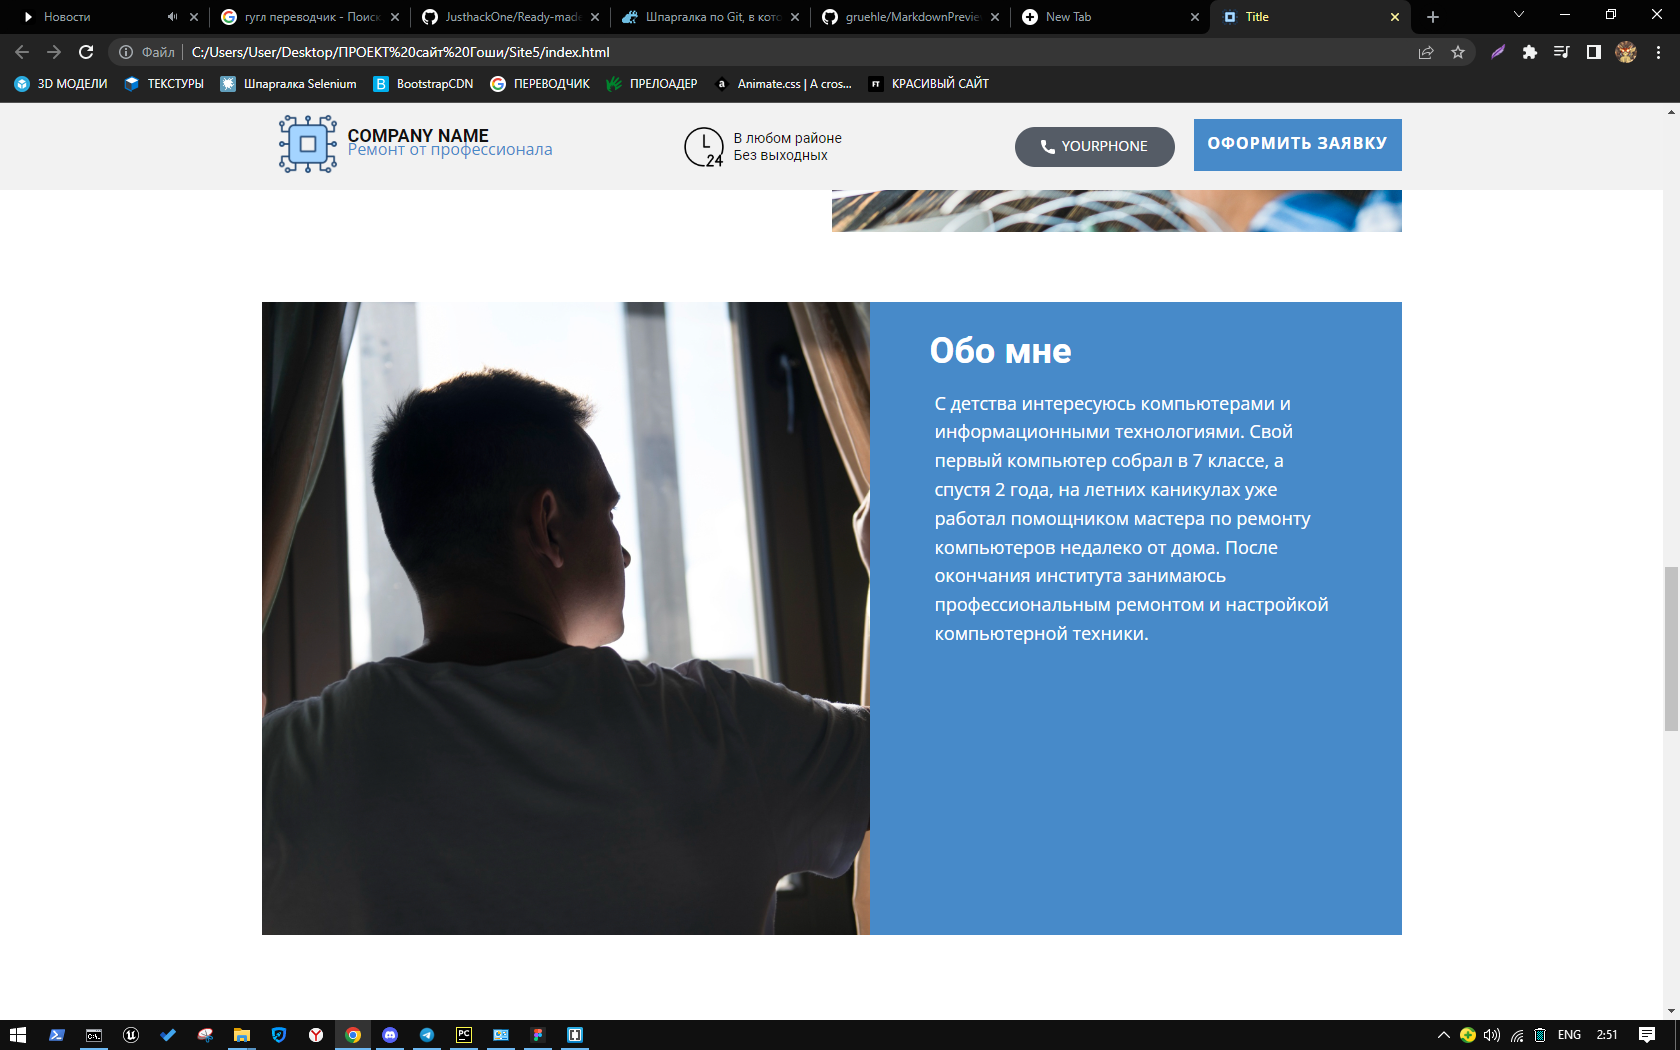 Новости
гугл переводчик - Поиск
JusthackOne/Ready-made
Шпаргалка по Git, в кото
gruehle/MarkdownPreview
New Tab
Title
Файл
C:/Users/User/Desktop/ПРОЕКТ%20сайт%20Гоши/Site5/index.html
3D МОДЕЛИ
ТЕКСТУРЫ
Шпаргалка Selenium
BootstrapCDN
ПЕРЕВОДЧИК
ПРЕЛОАДЕР
Animate.css | A cros...
КРАСИВЫЙ САЙТ
COMPANY NAME
Ремонт от профессионала
24
В любом районе
Без выходных
YOURPHONE
ОФОРМИТЬ ЗАЯВКУ
Обо мне
С детства интересуюсь компьютерами и
информационными технологиями. Свой
первый компьютер собрал в 7 классе, а
спустя 2 года, на летних каникулах уже
работал помощником мастера по ремонту
компьютеров недалеко от дома. После
окончания института занимаюсь
профессиональным ремонтом и настройкой
компьютерной техники.
ENG
2:51